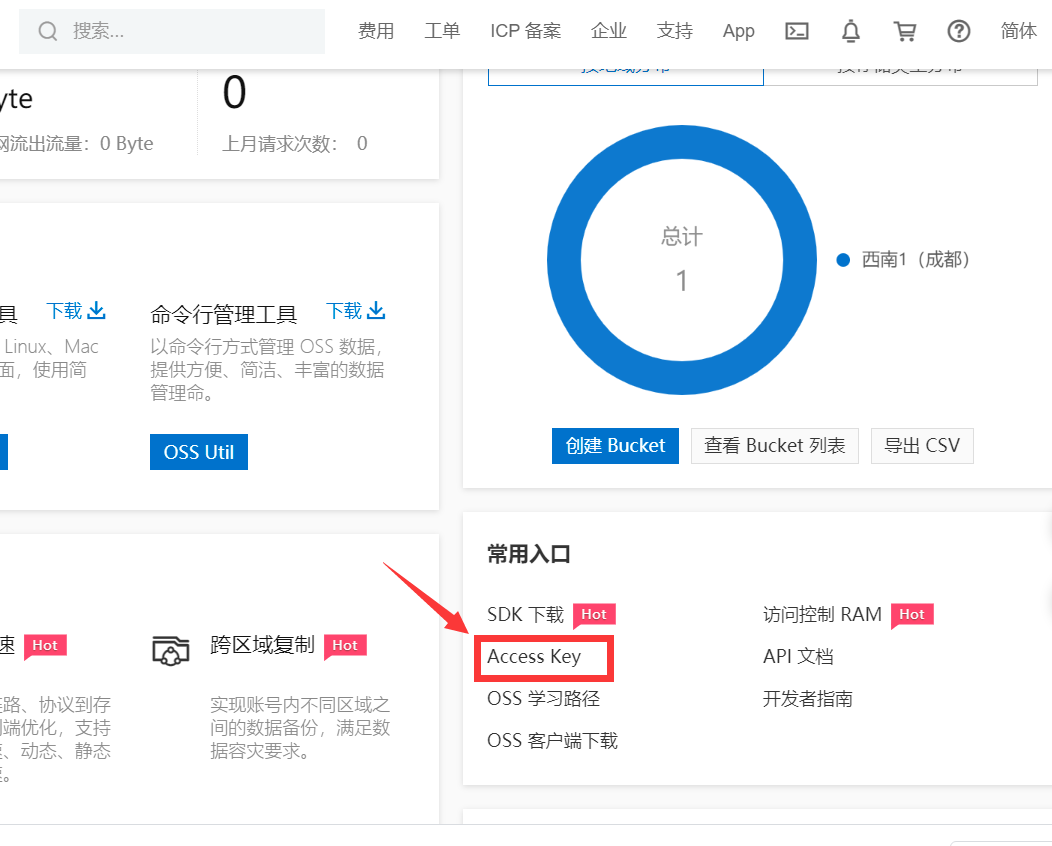 搜索...
费用 工单 ICP 备案 企业 支持 App 简体
yte
0
网流出流量：0 Byte
上月请求次数： 0
按地域分布
总计
1
西南1（成都）
具 下载
命令行管理工具 下载
Linux、Mac
面，使用简
以命令行方式管理 OSS 数据，
提供方便、简洁、丰富的数据
管理命。
OSS Util
创建 Bucket 查看 Bucket 列表 导出 CSV
常用入口
SDK 下载 Hot
访问控制 RAM Hot
Access Key
API 文档
OSS 学习路径
开发者指南
OSS 客户端下载
速 Hot
跨区域复制 Hot
路、协议到存
端优化，支持
、动态、静态
。
实现账号内不同区域之
间的数据备份，满足数
据容灾要求。